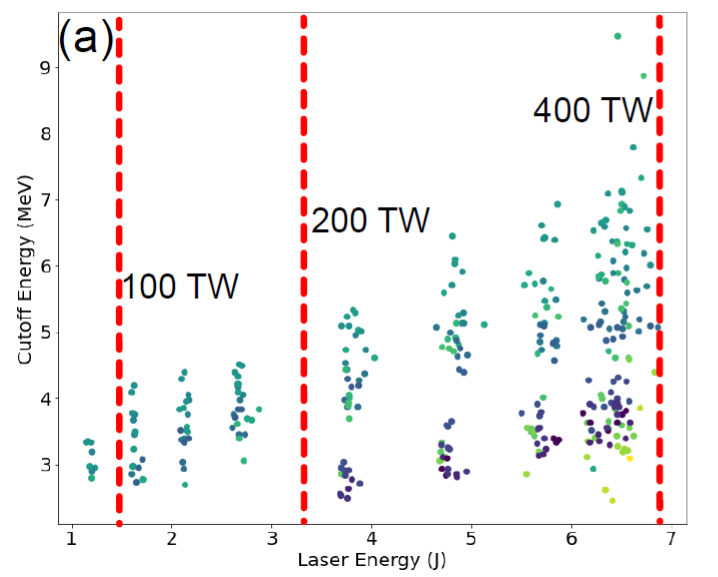 (a)
9
400 TW
8
7
200 TW
6
100 TW
5
4
3
Cutoff Energy (MeV)
1 2 3 4 5 6 7
Laser Energy (J)